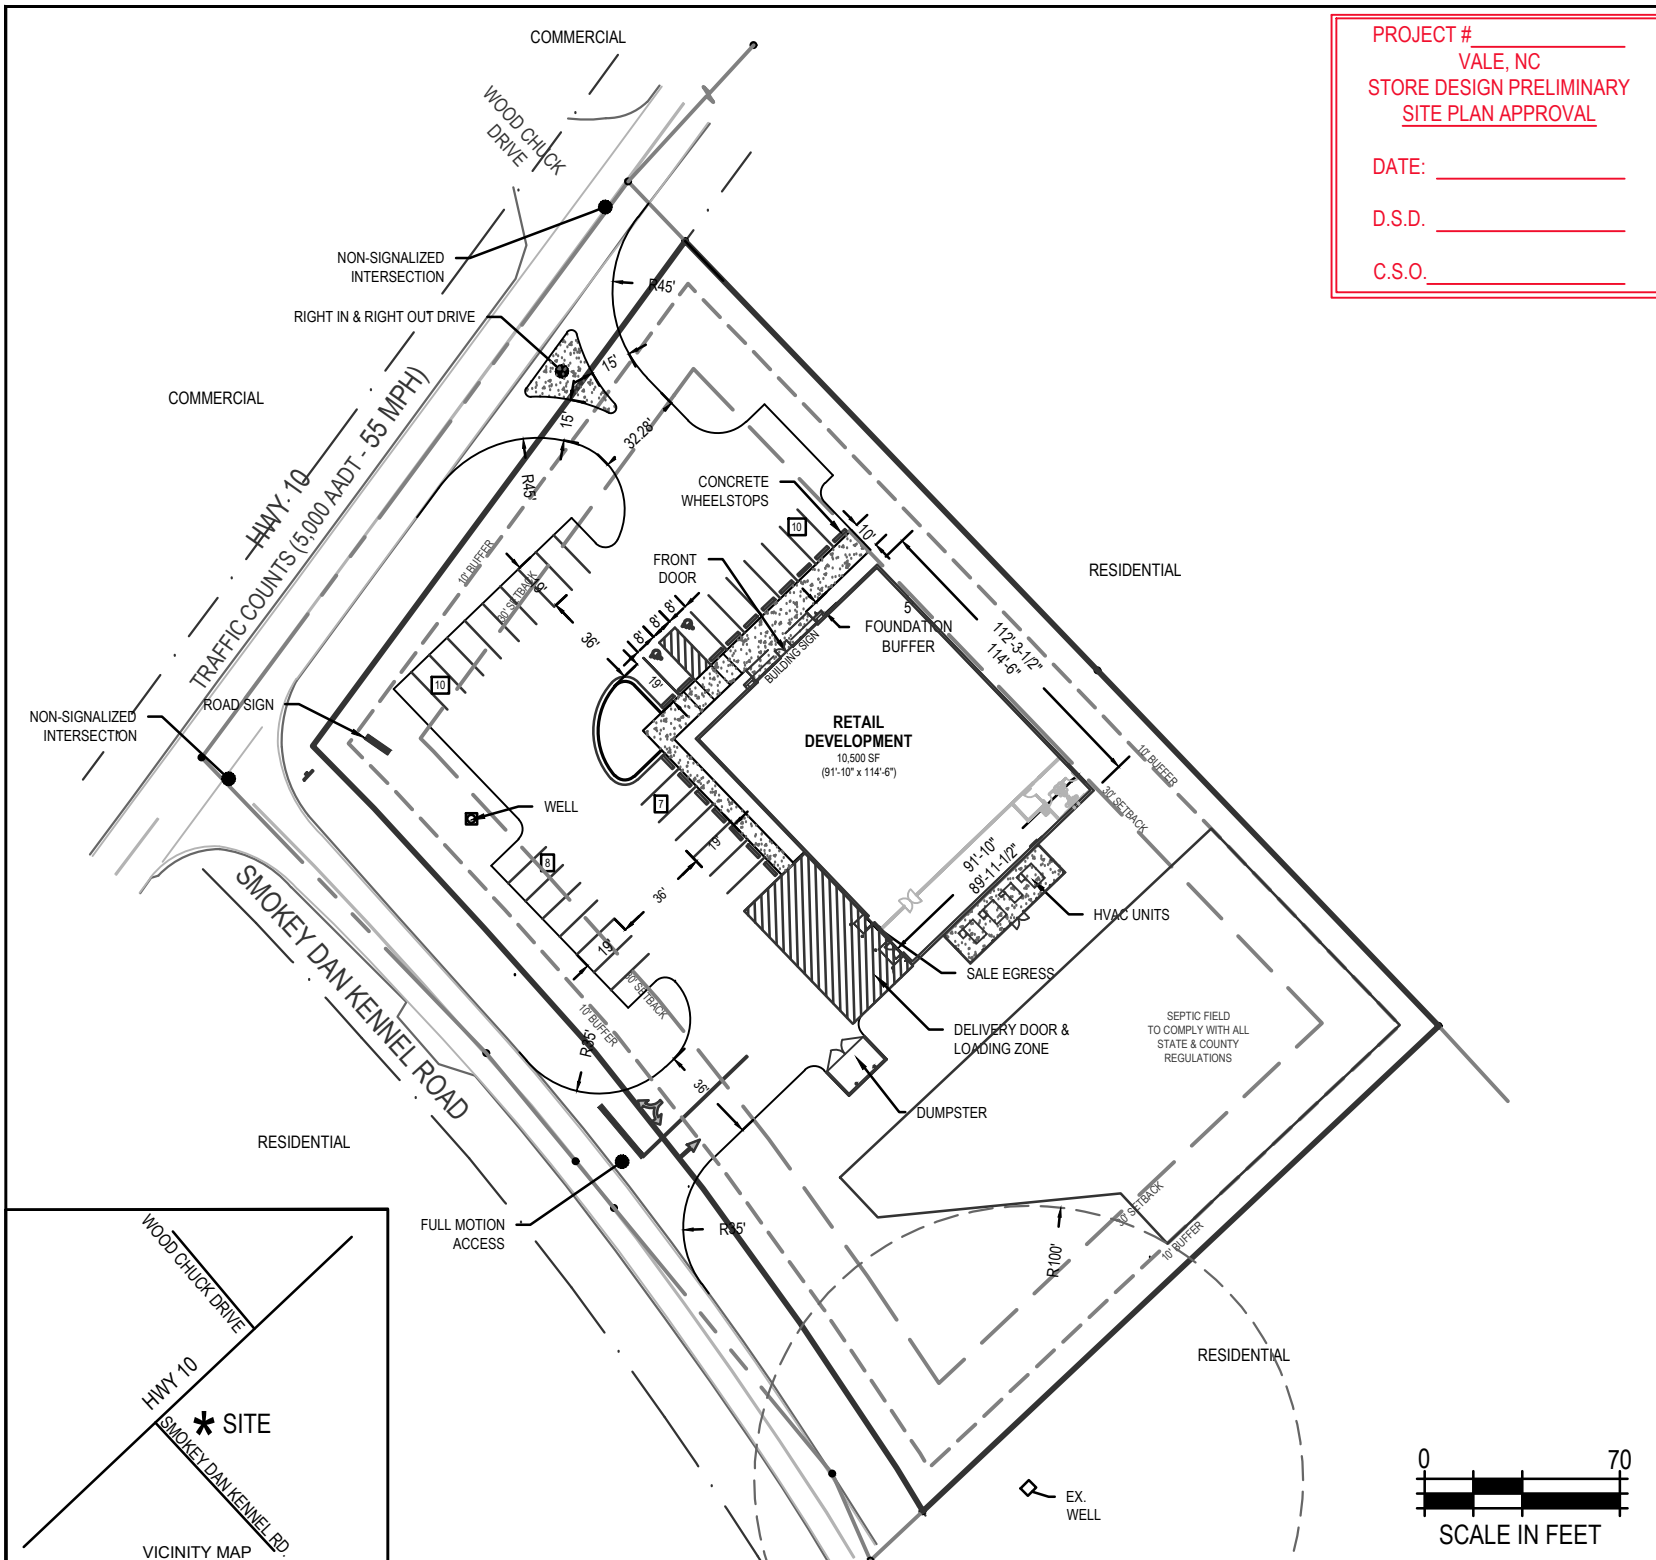 PROJECT #
VALE, NC
STORE DESIGN PRELIMINARY
SITE PLAN APPROVAL
DATE:
D.S.D.
C.S.O.
COMMERCIAL
WOOD CHUCK
DRIVE
NON-SIGNALIZED
INTERSECTION
R45'
RIGHT IN & RIGHT OUT DRIVE
15'
15'
COMMERCIAL
32.28'
HWY 10
TRAFFIC COUNTS (5,000 AADT - 55 MPH)
R45'
CONCRETE
WHEELSTOPS
10
10'
10' BUFFER
30' SETBACK
FRONT
DOOR
RESIDENTIAL
36'
8'
8'
8'
5
FOUNDATION
BUFFER
BUILDING SIGN
112'-3-1/2"
114'-6"
19'
10
ROAD SIGN
NON-SIGNALIZED
INTERSECTION
RETAIL
DEVELOPMENT
10,500 SF
(91'-10" x 114'-6")
10' BUFFER
30' SETBACK
WELL
7
19'
8
36'
19'
91'-10"
89'-11-1/2"
HVAC UNITS
SALE EGRESS
SMOKEY DAN KENNEL ROAD
30' SETBACK
10' BUFFER
R35'
DELIVERY DOOR &
LOADING ZONE
SEPTIC FIELD
TO COMPLY WITH ALL
STATE & COUNTY
REGULATIONS
36'
DUMPSTER
RESIDENTIAL
FULL MOTION
ACCESS
R35'
30' SETBACK
10' BUFFER
R100'
RESIDENTIAL
EX.
WELL
WOOD CHUCK DRIVE
HWY 10
* SITE
SMOKEY DAN KENNEL RD.
VICINITY MAP
0 70
SCALE IN FEET